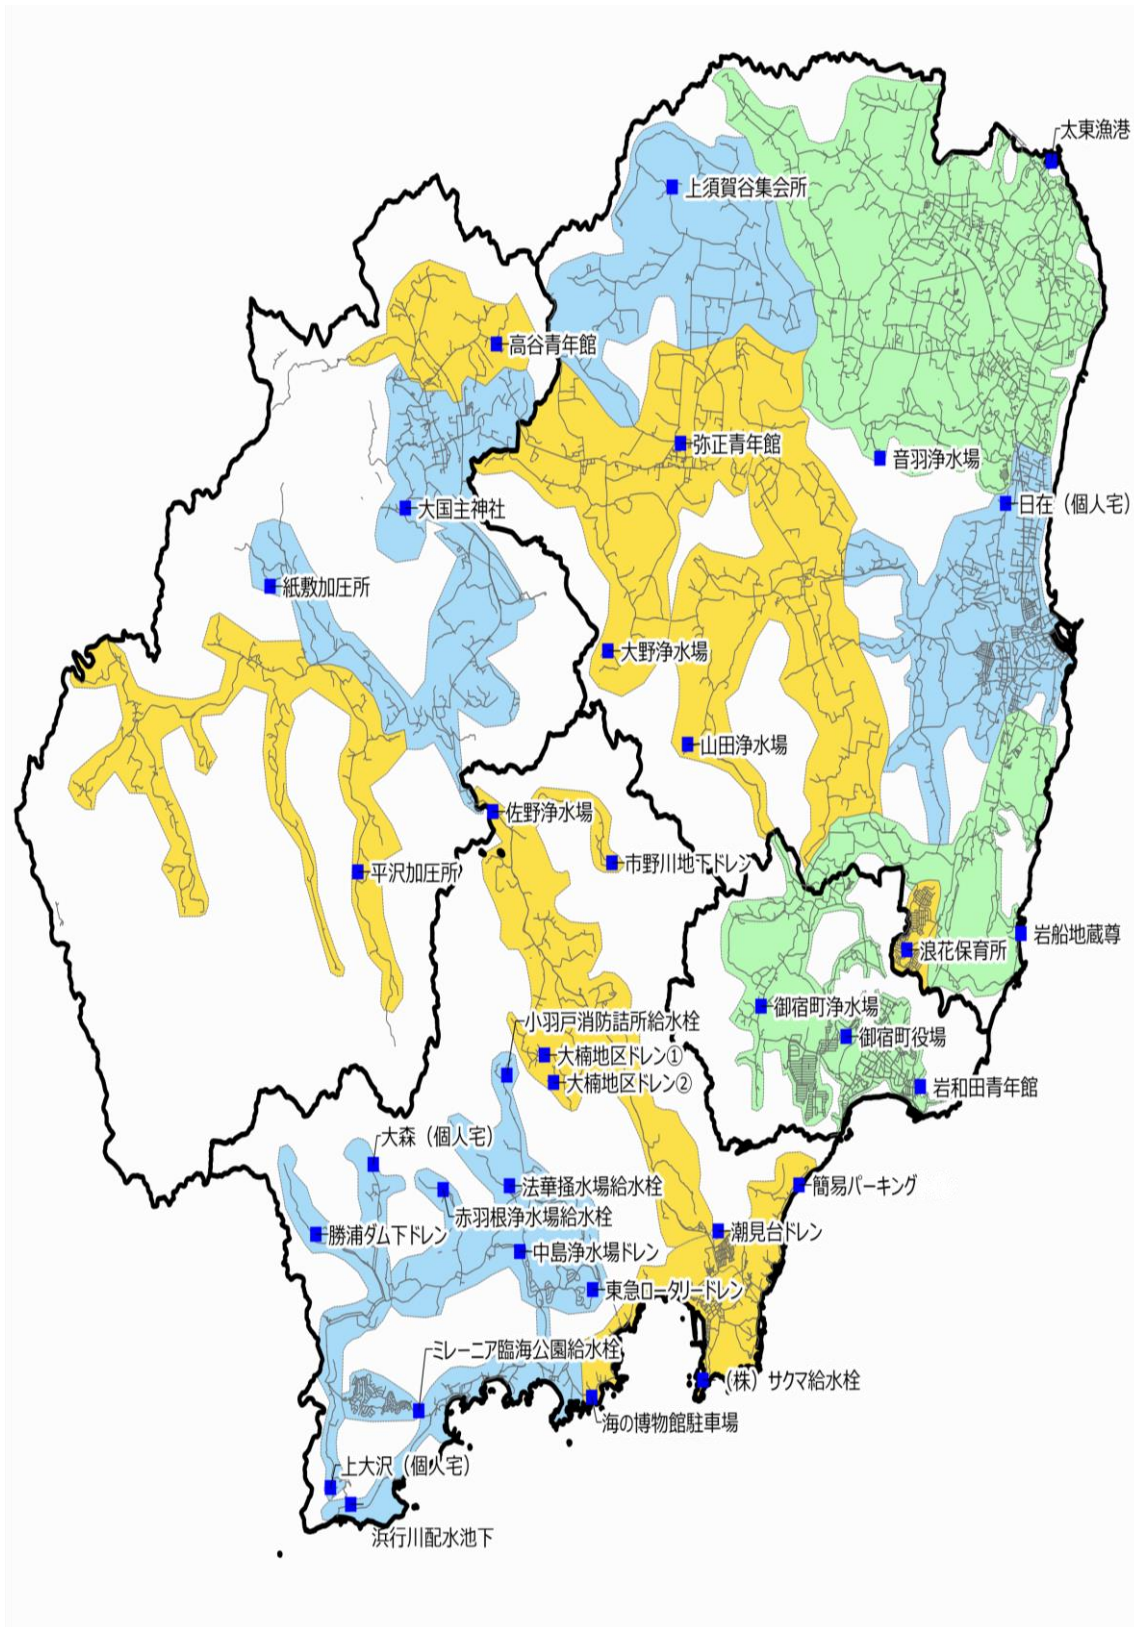 太東漁港
上須賀谷集会所
高谷青年館
弥正青年館
音羽浄水場
日在（個人宅）
大国主神社
紙敷加圧所
大野浄水場
山田浄水場
佐野浄水場
市野川地下ドレン
平沢加圧所
岩船地蔵尊
浪花保育所
御宿町浄水場
小羽戸消防詰所給水栓
御宿町役場
大楠地区ドレン①
大楠地区ドレン②
岩和田青年館
大森（個人宅）
法華掻水場給水栓
簡易パーキング
赤羽根浄水場給水栓
勝浦ダム下ドレン
潮見台ドレン
中島浄水場ドレン
東急ロータリードレン
ミレーニア臨海公園給水栓
（株）サクマ給水栓
海の博物館駐車場
上大沢（個人宅）
浜行川配水池下